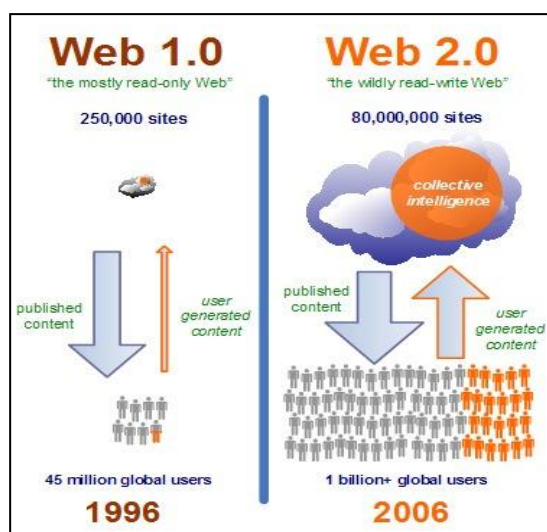 Web 1.0
“the mostly read-only Web”
250,000 sites
published
content
user
generated
content
45 million global users
1996
Web 2.0
“the wildly read-write Web”
80,000,000 sites
collective
intelligence
published
content
user
generated
content
1 billion+ global users
2006